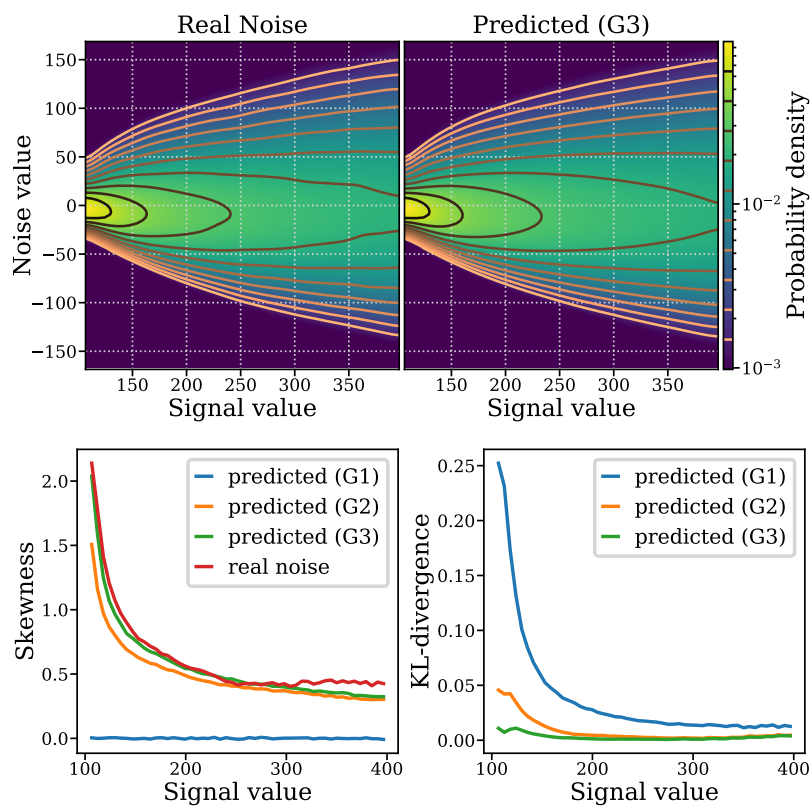 Real Noise
Predicted (G3)
Noise value
150
100
50
0
−50
−100
−150
150 200 250 300 350
Signal value
150 200 250 300 350
Signal value
10−2
10−3
Probability density
Skewness
2.0
1.5
1.0
0.5
0.0
predicted (G1)
predicted (G2)
predicted (G3)
real noise
100 200 300 400
Signal value
KL-divergence
0.25
0.20
0.15
0.10
0.05
0.00
predicted (G1)
predicted (G2)
predicted (G3)
100 200 300 400
Signal value